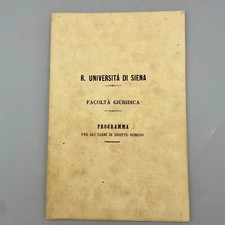 R. UNIVERSITÀ DI SIENA
FACOLTÀ GIURIDICA
PROGRAMMA
PER GLI ESAMI DI DIRITTO ROMANO